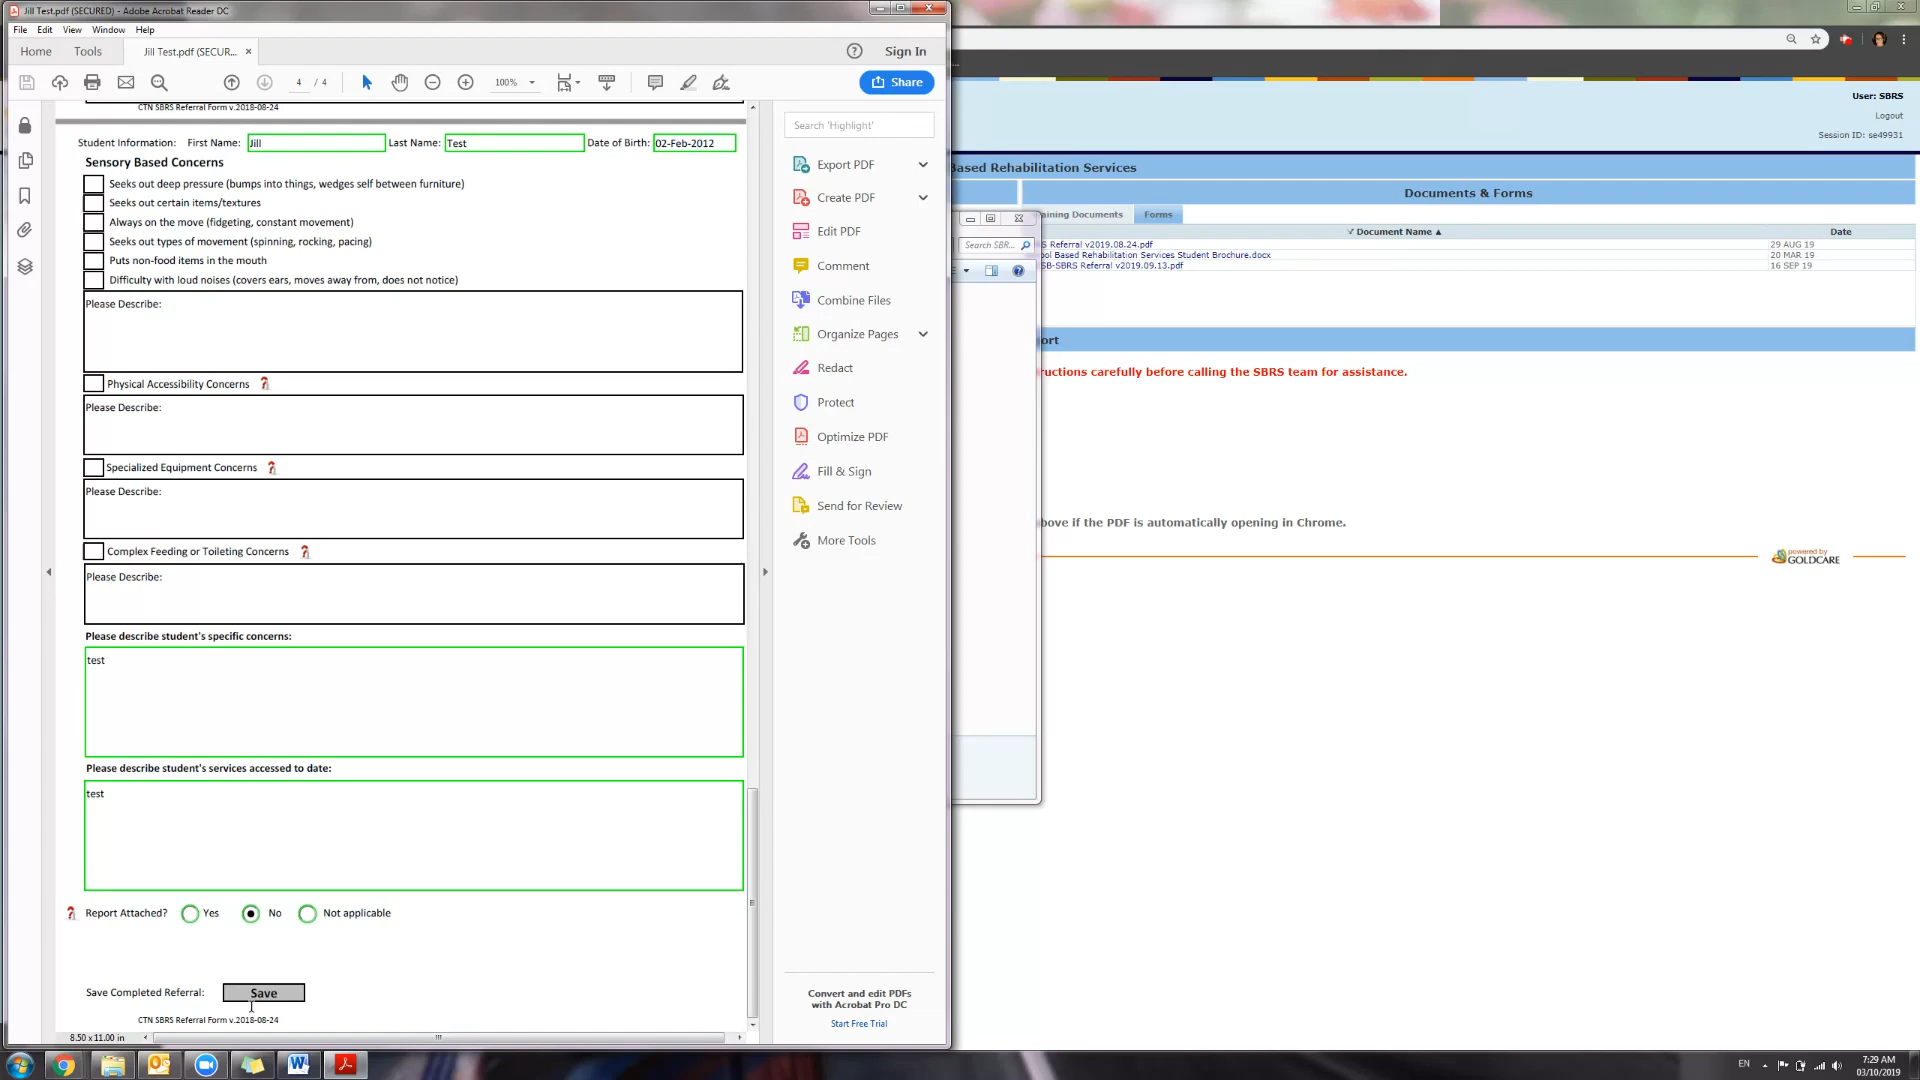 Jill Test.pdf (SECURED) - Adobe Acrobat Reader DC
File Edit View Window Help
Home Tools Jill Test.pdf (SECUR... × Sign In
4 / 4 100% Share
CTN SBRS Referral Form v.2018-08-24
Student Information: First Name: Jill Last Name: Test Date of Birth: 02-Feb-2012
Sensory Based Concerns
Seeks out deep pressure (bumps into things, wedges self between furniture)
Seeks out certain items/textures
Always on the move (fidgeting, constant movement)
Seeks out types of movement (spinning, rocking, pacing)
Puts non-food items in the mouth
Difficulty with loud noises (covers ears, moves away from, does not notice)
Please Describe:
Physical Accessibility Concerns
Please Describe:
Specialized Equipment Concerns
Please Describe:
Complex Feeding or Toileting Concerns
Please Describe:
Please describe student's specific concerns:
test
Please describe student's services accessed to date:
test
Report Attached? Yes No Not applicable
Save Completed Referral: Save
CTN SBRS Referral Form v.2018-08-24
8.50 x 11.00 in
Search 'Highlight'
Export PDF
Create PDF
Edit PDF
Comment
Combine Files
Organize Pages
Redact
Protect
Optimize PDF
Fill & Sign
Send for Review
More Tools
Convert and edit PDFs
with Acrobat Pro DC
Start Free Trial
User: SBRS
Logout
Session ID: se49931
Based Rehabilitation Services
Documents & Forms
aining Documents Forms
Document Name ▲ Date
Search SBR...
S Referral v2019.08.24.pdf 29 AUG 19
ool Based Rehabilitation Services Student Brochure.docx 20 MAR 19
SB-SBRS Referral v2019.09.13.pdf 16 SEP 19
ort
ructions carefully before calling the SBRS team for assistance.
bove if the PDF is automatically opening in Chrome.
powered by
GOLDCARE
EN 7:29 AM
03/10/2019